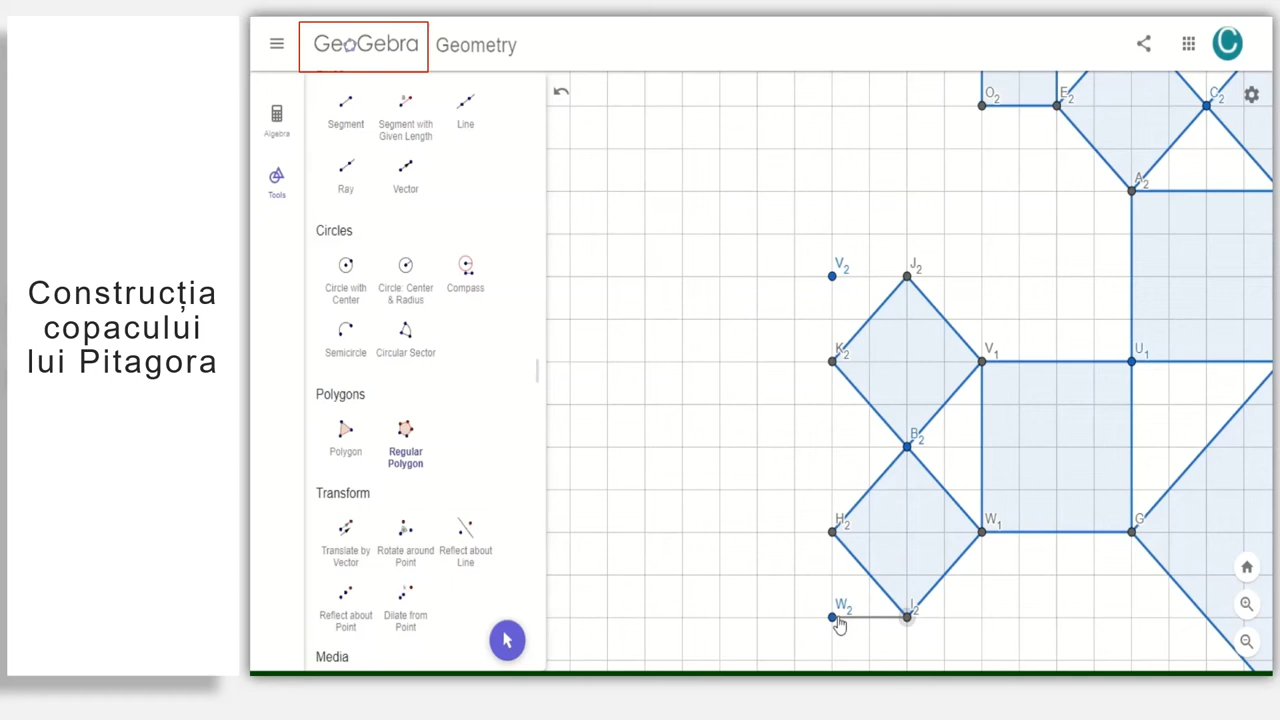 Construcția
copacului
lui Pitagora
GeoGebra Geometry
C
Algebra
Tools
Segment
Segment with
Given Length
Line
Ray
Vector
Circles
Circle with
Center
Circle: Center
& Radius
Compass
Semicircle
Circular Sector
Polygons
Polygon
Regular
Polygon
Transform
Translate by
Vector
Rotate around
Point
Reflect about
Line
Reflect about
Point
Dilate from
Point
Media
O₂
E₂
C₂
A₂
V₂
J₂
K₂
V₁
U₁
B₂
H₂
W₁
G
W₂
I₂